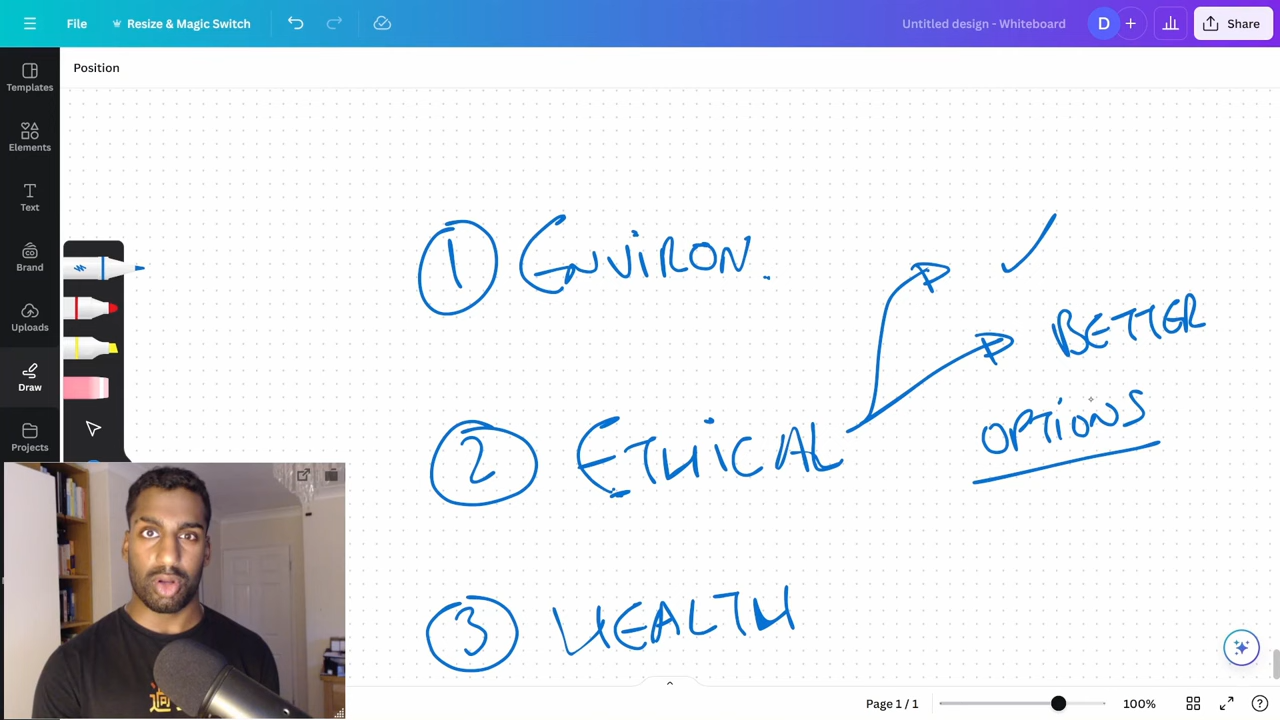 File
Resize & Magic Switch
Untitled design - Whiteboard
D
Share
Position
Templates
Elements
Text
Brand
Uploads
Draw
Projects
1 ENVIRON.
✓
BETTER
OPTIONS
2 ETHICAL
3 HEALTH
Page 1 / 1
100%